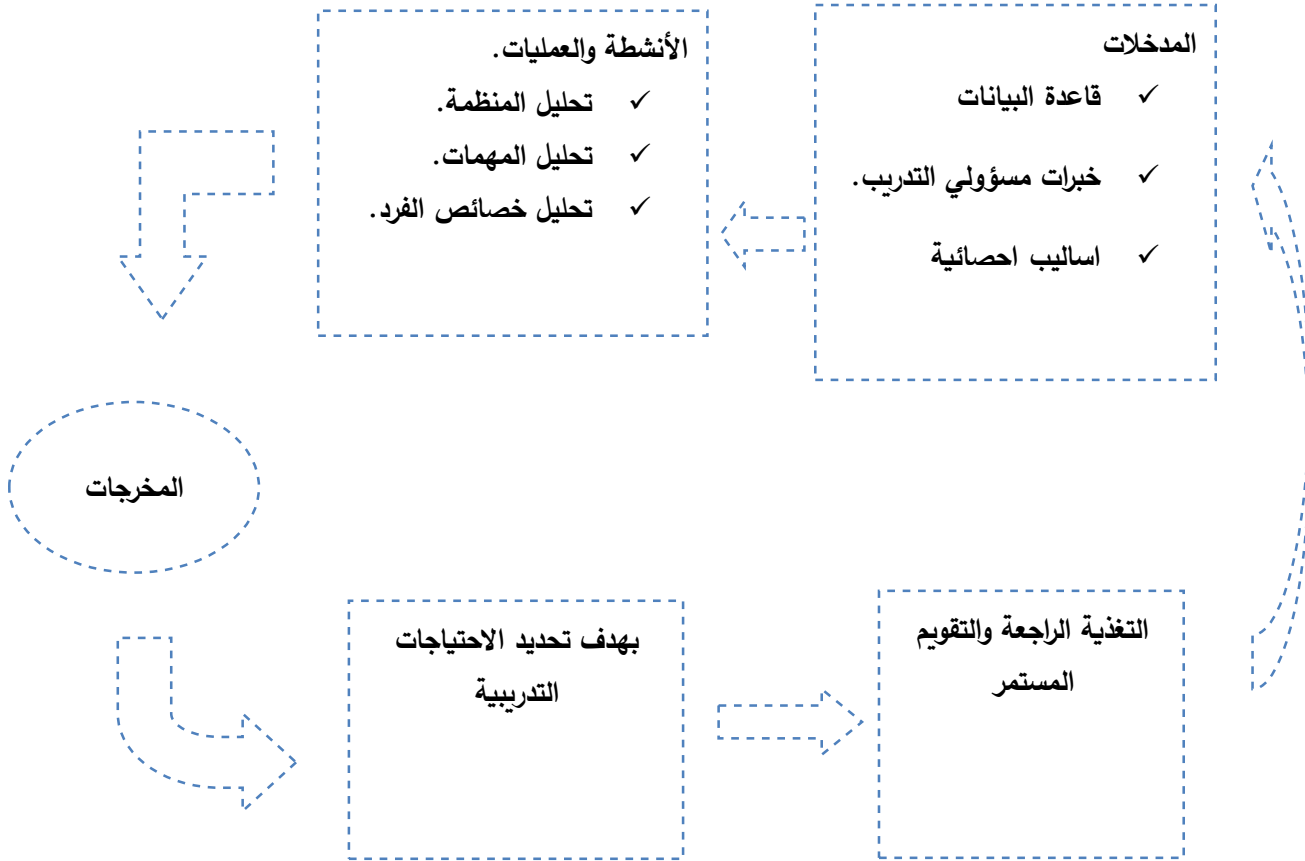 المدخلات
قاعدة البيانات
خبرات مسؤولي التدريب.
اساليب احصائية
الأنشطة والعمليات.
تحليل المنظمة.
تحليل المهمات.
تحليل خصائص الفرد.
المخرجات
بهدف تحديد الاحتياجات
التدريبية
التغذية الراجعة والتقويم
المستمر